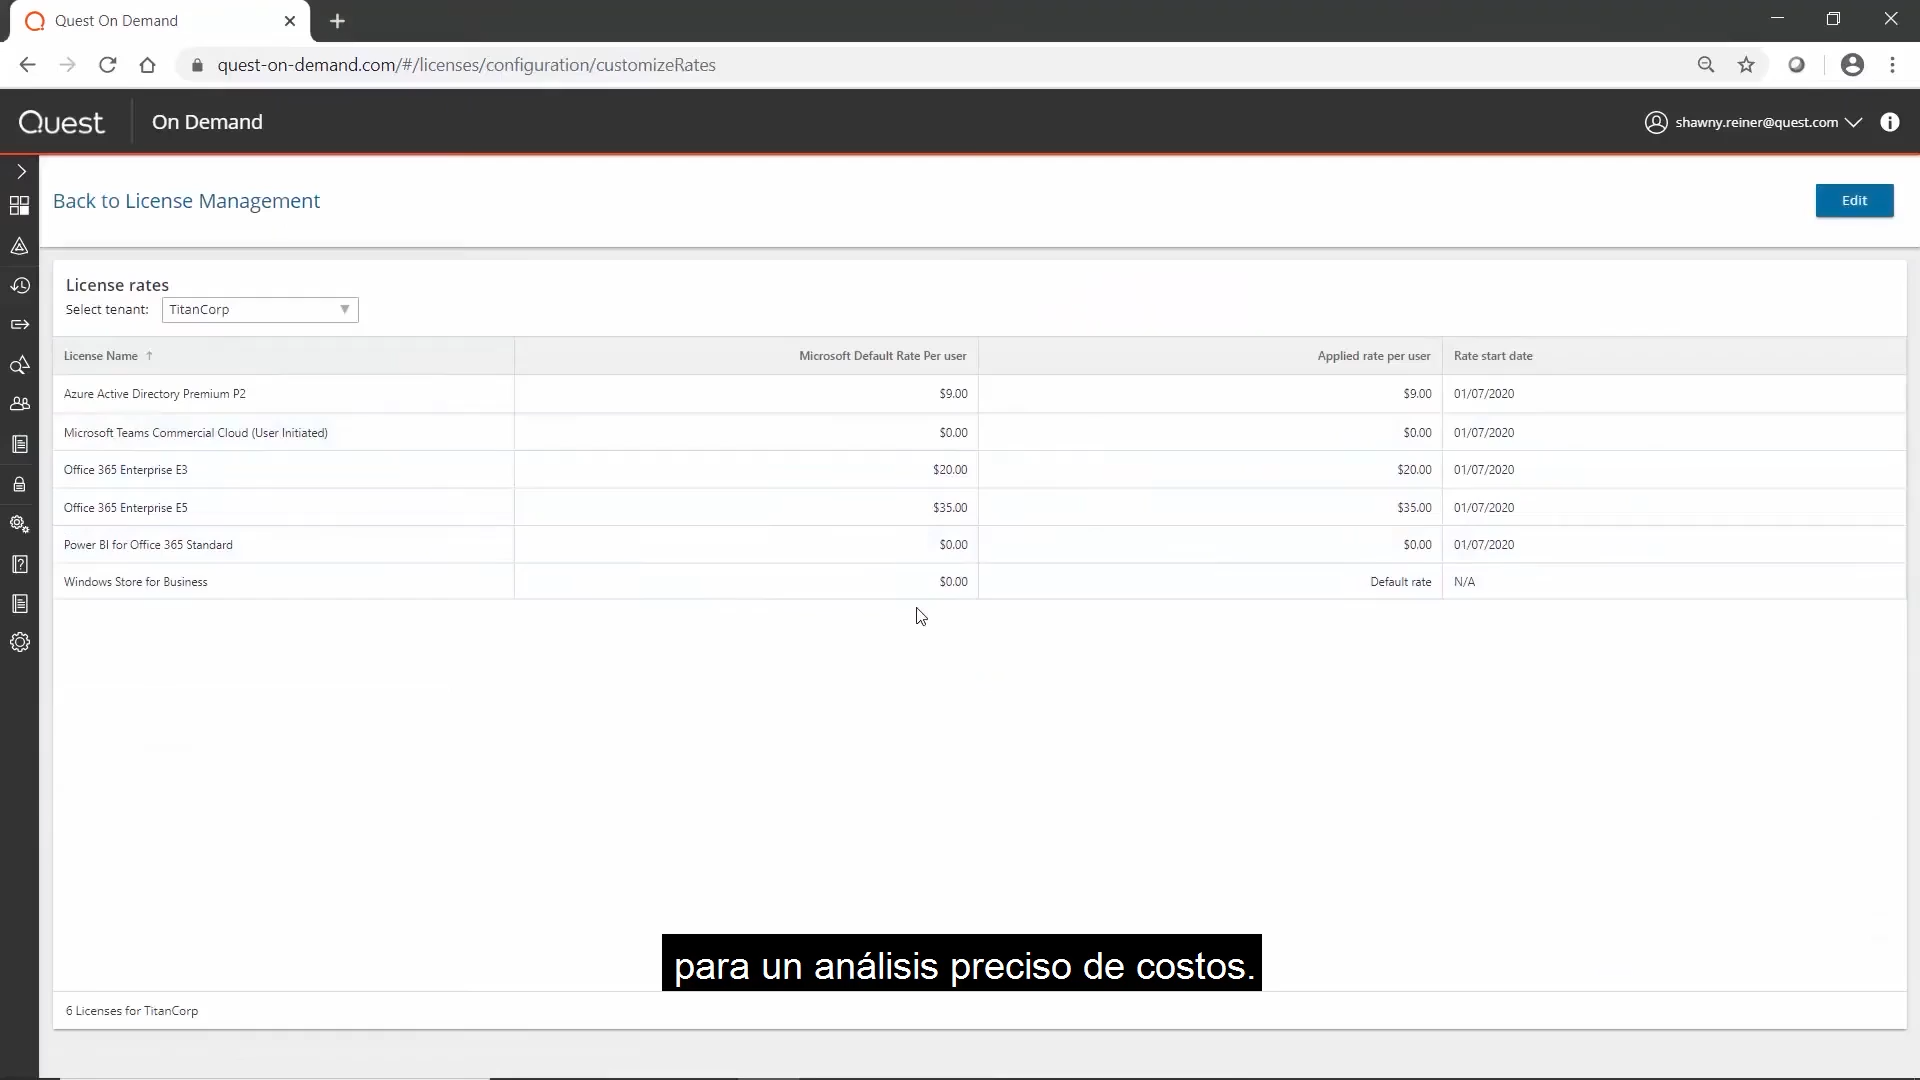 Quest On Demand
quest-on-demand.com/#/licenses/configuration/customizeRates
Quest On Demand
shawny.reiner@quest.com
Back to License Management
Edit
License rates
Select tenant: TitanCorp
License Name ↑ Microsoft Default Rate Per user Applied rate per user Rate start date
Azure Active Directory Premium P2 $9.00 $9.00 01/07/2020
Microsoft Teams Commercial Cloud (User Initiated) $0.00 $0.00 01/07/2020
Office 365 Enterprise E3 $20.00 $20.00 01/07/2020
Office 365 Enterprise E5 $35.00 $35.00 01/07/2020
Power BI for Office 365 Standard $0.00 $0.00 01/07/2020
Windows Store for Business $0.00 Default rate N/A
para un análisis preciso de costos.
6 Licenses for TitanCorp